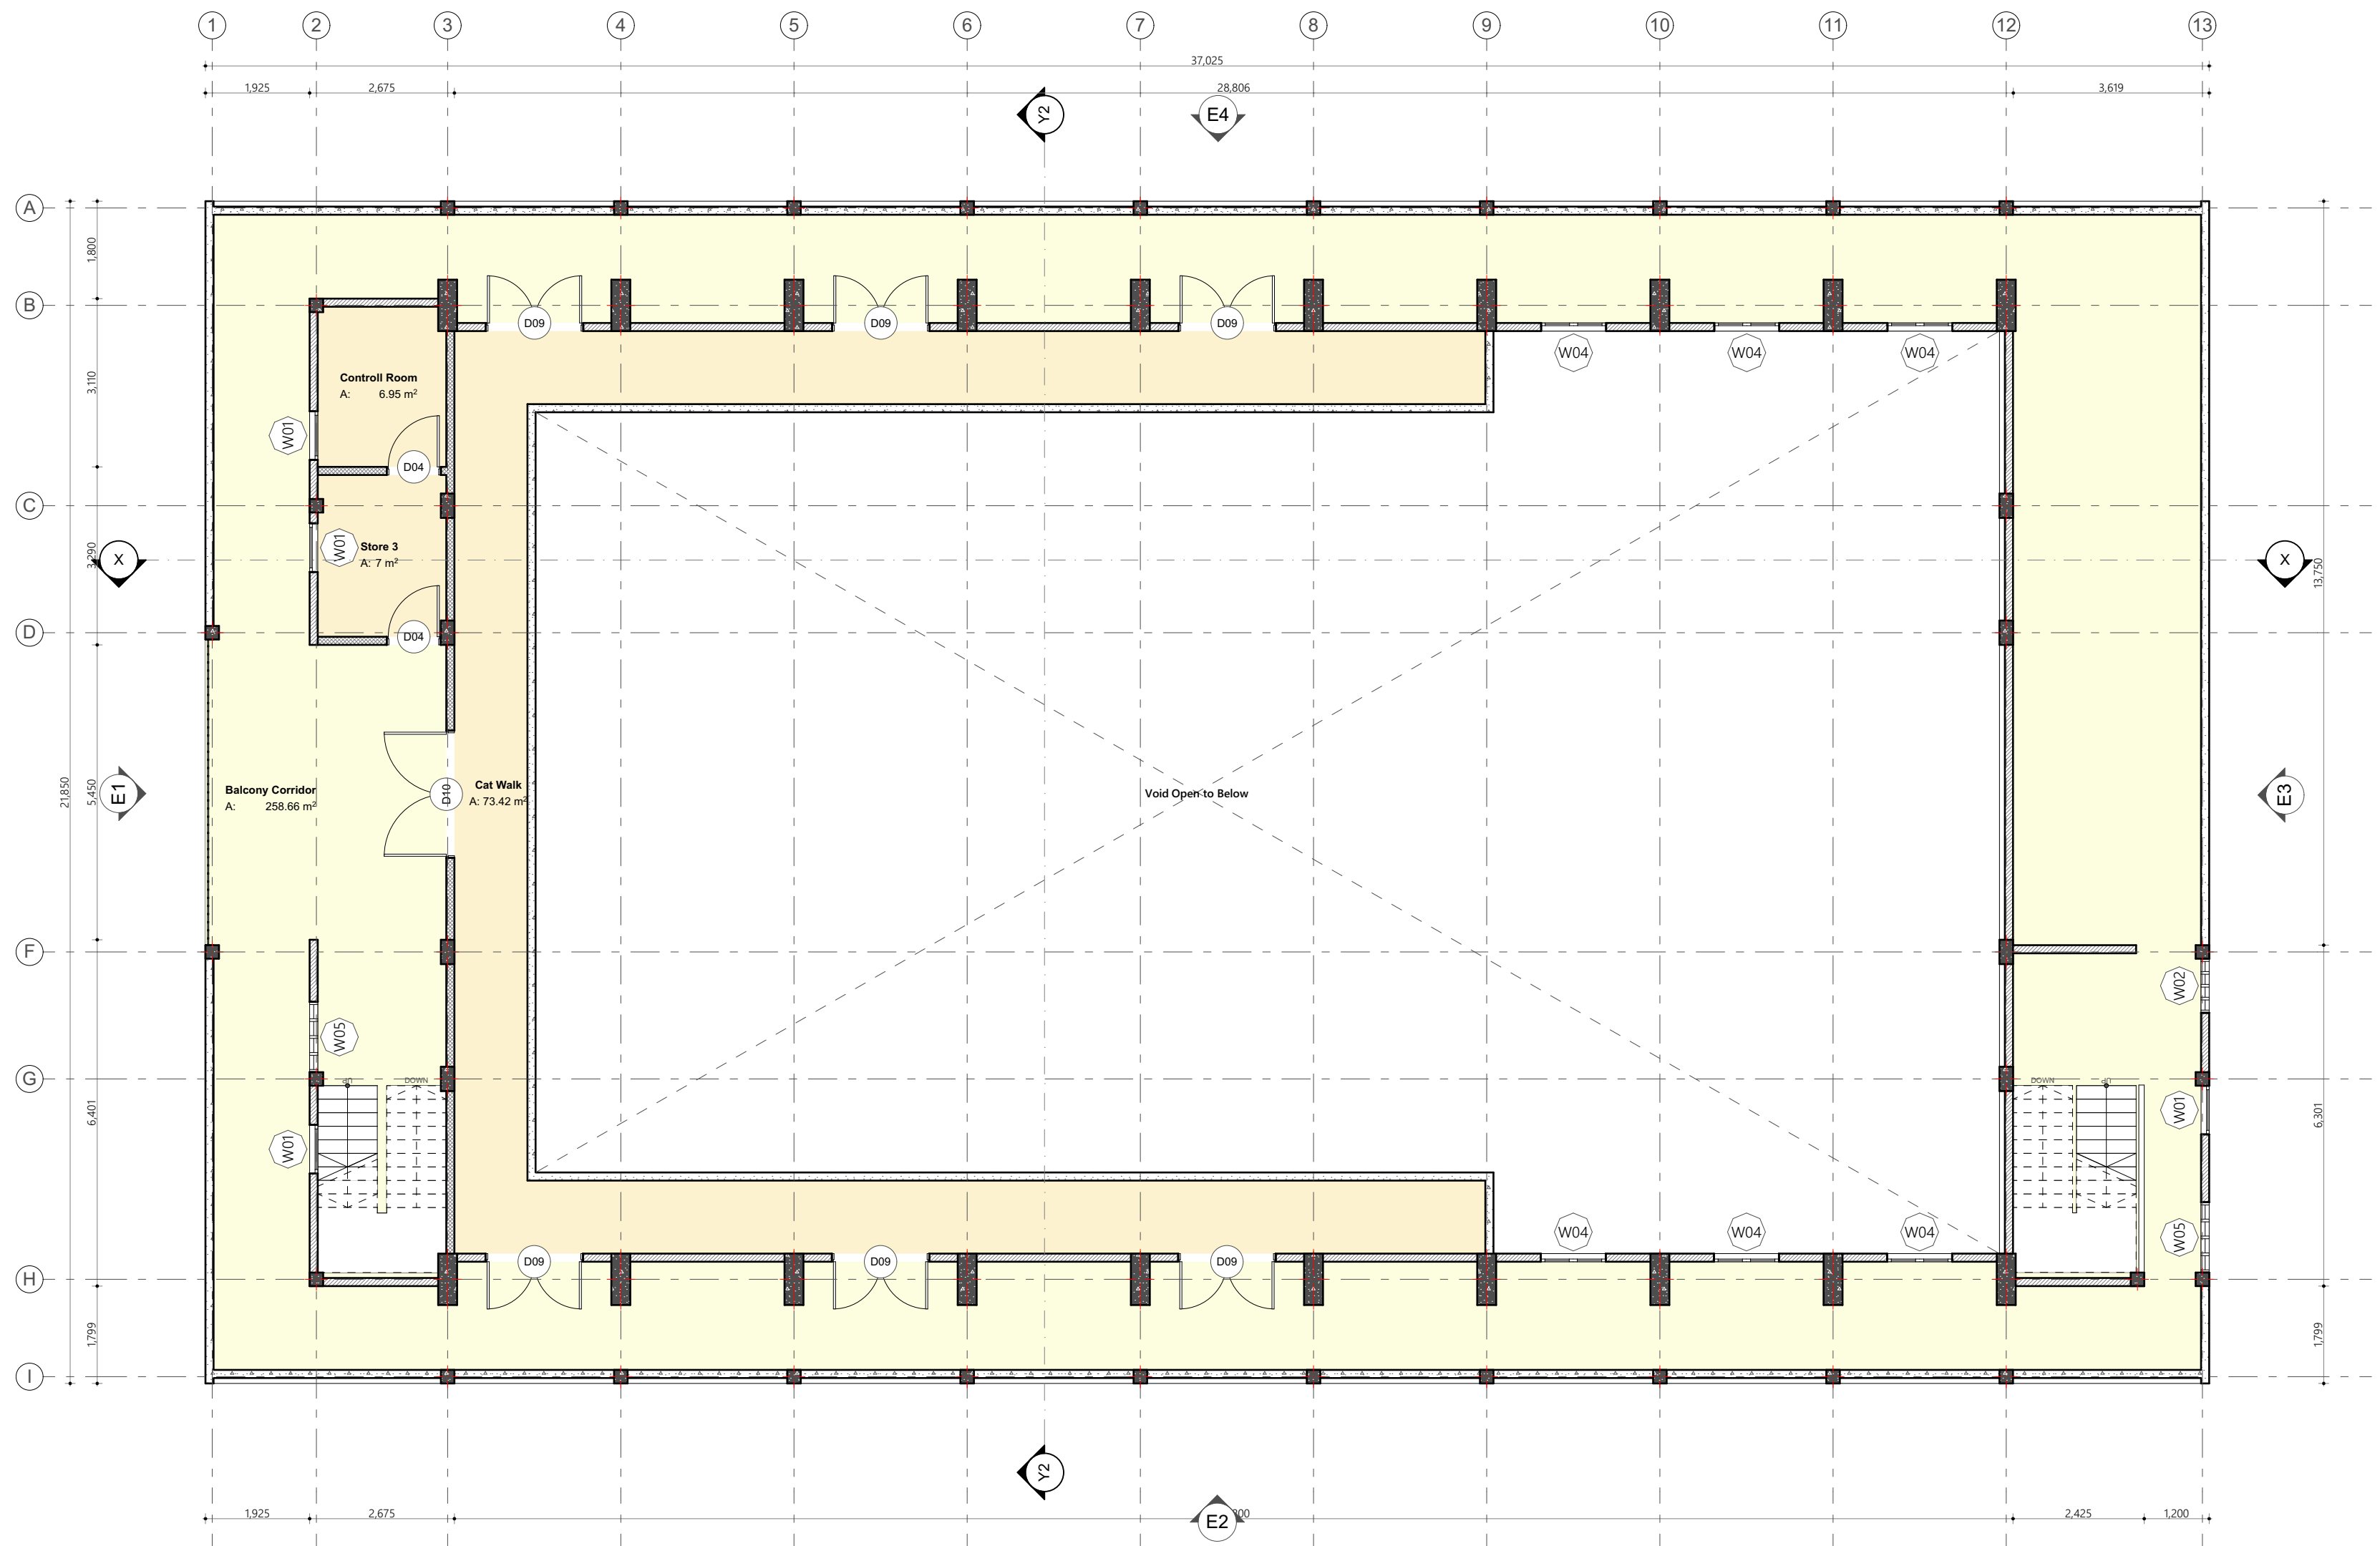 1 2 3 4 5 6 7 8 9 10 11 12 13
37,025
1,925 2,675 28,806 3,619
Y2 E4
A
1,800
B
D09 D09 D09
W04 W04 W04
3,110
Controll Room
A: 6.95 m²
W01
D04
C
W01
Store 3
A: 7 m²
3,290
X X
13,750
D
D04
21,850
5,450
E1
Balcony Corridor
A: 258.66 m²
D10
Cat Walk
A: 73.42 m²
Void Open to Below
E3
F
W02
W05
G
UP DOWN
DOWN UP
6,401
W01
W01
6,301
W04 W04 W04
W05
D09 D09 D09
H
1,799
1,799
I
Y2
1,925 2,675 E2 2,425 1,200